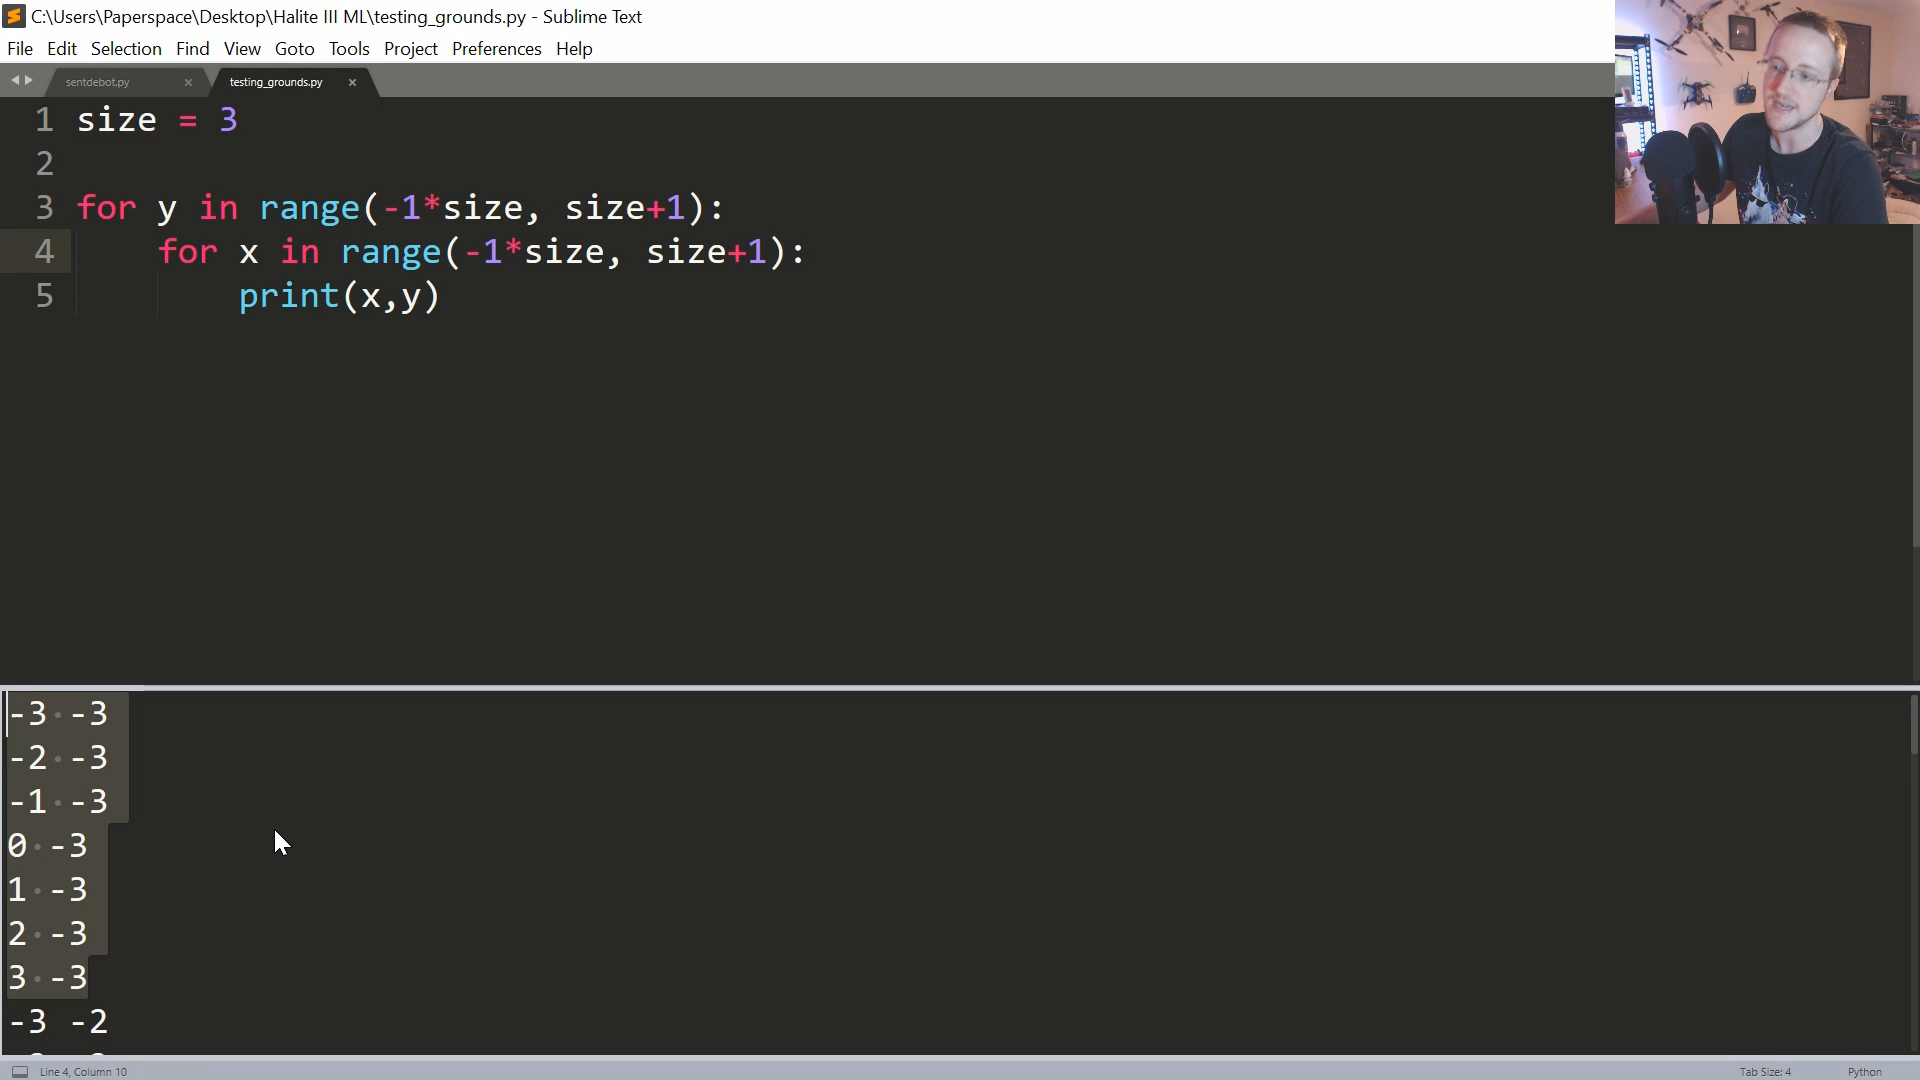 C:\Users\Paperspace\Desktop\Halite III ML\testing_grounds.py - Sublime Text
File Edit Selection Find View Goto Tools Project Preferences Help
sentdebot.py × testing_grounds.py ×
1 size = 3
2
3 for y in range(-1*size, size+1):
4     for x in range(-1*size, size+1):
5         print(x,y)
-3 -3
-2 -3
-1 -3
0 -3
1 -3
2 -3
3 -3
-3 -2
Line 4, Column 10 Tab Size: 4 Python